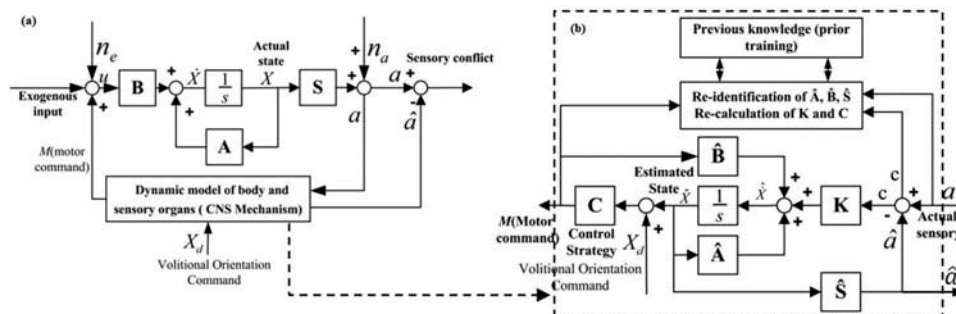 (a)
n_e
n_a
Exogenous input
u
+
B
+
Ẋ
1/s
Actual state
X
S
+
+
a
a
+
Sensory conflict
-
â
+
A
M(motor command)
Dynamic model of body and
sensory organs ( CNS Mechanism)
X_d
Volitional Orientation
Command
(b)
Previous knowledge (prior
training)
Re-identification of Â, B̂, Ŝ
Re-calculation of K and C
B̂
Estimated
State
X̂
1/s
+
+
+
K
c
c
+
-
a
â
Actual
sensory
C
Control
Strategy
-
+
M(Motor
command)
X_d
Volitional Orientation
Command
Â
Ŝ
â